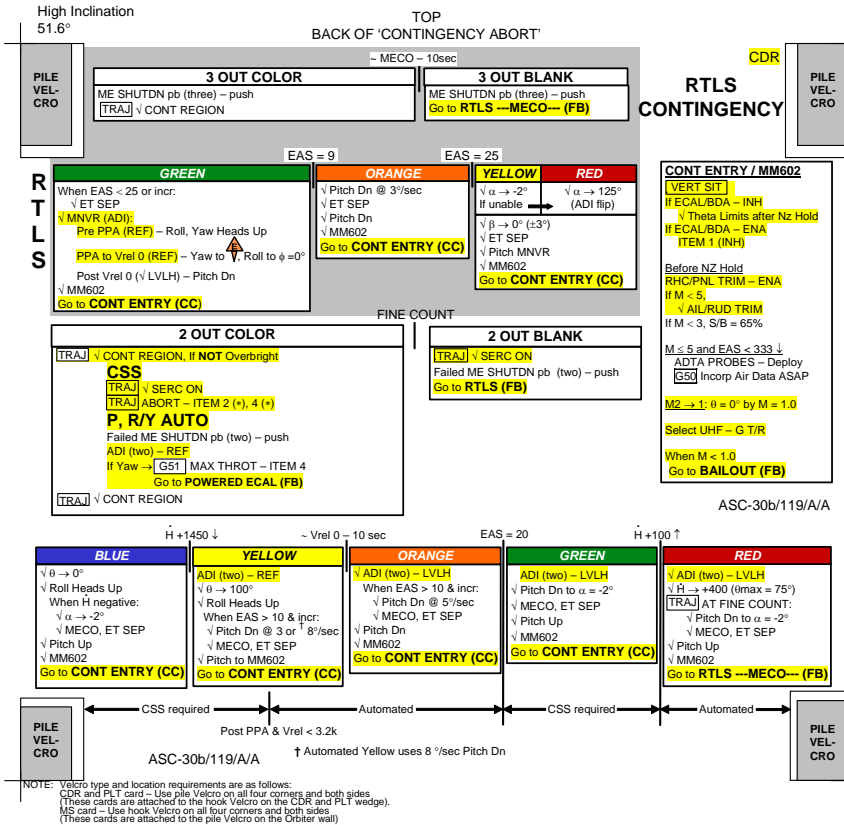 High Inclination
51.6°
TOP
BACK OF 'CONTINGENCY ABORT'
CDR
PILE
VEL-
CRO
~ MECO – 10sec
3 OUT COLOR
ME SHUTDN pb (three) – push
TRAJ √ CONT REGION
3 OUT BLANK
ME SHUTDN pb (three) – push
Go to RTLS ---MECO--- (FB)
RTLS
CONTINGENCY
PILE
VEL-
CRO
RTLS
EAS = 9
EAS = 25
GREEN
When EAS < 25 or incr:
√ ET SEP
√ MNVR (ADI):
Pre PPA (REF) – Roll, Yaw Heads Up
PPA to Vrel 0 (REF) – Yaw to E, Roll to ϕ =0°
Post Vrel 0 (√ LVLH) – Pitch Dn
√ MM602
Go to CONT ENTRY (CC)
ORANGE
√ Pitch Dn @ 3°/sec
√ ET SEP
√ Pitch Dn
√ MM602
Go to CONT ENTRY (CC)
YELLOW
√ α → -2°
If unable →
RED
√ α → 125°
(ADI flip)
√ β → 0° (±3°)
√ ET SEP
√ Pitch MNVR
√ MM602
Go to CONT ENTRY (CC)
CONT ENTRY / MM602
VERT SIT
If ECAL/BDA – INH
√ Theta Limits after Nz Hold
If ECAL/BDA – ENA
ITEM 1 (INH)
Before NZ Hold
RHC/PNL TRIM – ENA
If M < 5,
√ AIL/RUD TRIM
If M < 3, S/B = 65%
M ≤ 5 and EAS < 333 ↓
ADTA PROBES – Deploy
G50 Incorp Air Data ASAP
M2 → 1: θ = 0° by M = 1.0
Select UHF – G T/R
When M < 1.0
Go to BAILOUT (FB)
ASC-30b/119/A/A
FINE COUNT
2 OUT COLOR
TRAJ √ CONT REGION, If NOT Overbright
CSS
TRAJ √ SERC ON
TRAJ ABORT – ITEM 2 (*), 4 (*)
P, R/Y AUTO
Failed ME SHUTDN pb (two) – push
ADI (two) – REF
If Yaw → G51 MAX THROT – ITEM 4
Go to POWERED ECAL (FB)
TRAJ √ CONT REGION
2 OUT BLANK
TRAJ √ SERC ON
Failed ME SHUTDN pb (two) – push
Go to RTLS (FB)
Ḣ +1450 ↓
~ Vrel 0 – 10 sec
EAS = 20
Ḣ +100 ↑
BLUE
√ θ → 0°
√ Roll Heads Up
When Ḣ negative:
√ α → -2°
√ MECO, ET SEP
√ Pitch Up
√ MM602
Go to CONT ENTRY (CC)
YELLOW
ADI (two) – REF
√ θ → 100°
√ Roll Heads Up
When EAS > 10 & incr:
√ Pitch Dn @ 3 or † 8°/sec
√ MECO, ET SEP
√ Pitch to MM602
Go to CONT ENTRY (CC)
ORANGE
√ ADI (two) – LVLH
When EAS > 10 & incr:
√ Pitch Dn @ 5°/sec
√ MECO, ET SEP
√ Pitch Dn
√ MM602
Go to CONT ENTRY (CC)
GREEN
ADI (two) – LVLH
√ Pitch Dn to α = -2°
√ MECO, ET SEP
√ Pitch Up
√ MM602
Go to CONT ENTRY (CC)
RED
√ ADI (two) – LVLH
√ Ḣ → +400 (θmax = 75°)
TRAJ AT FINE COUNT:
√ Pitch Dn to α = -2°
√ MECO, ET SEP
√ Pitch Up
√ MM602
Go to RTLS ---MECO--- (FB)
CSS required
Automated
CSS required
Automated
PILE
VEL-
CRO
Post PPA & Vrel < 3.2k
ASC-30b/119/A/A
† Automated Yellow uses 8 °/sec Pitch Dn
PILE
VEL-
CRO
NOTE: Velcro type and location requirements are as follows:
CDR and PLT card – Use pile Velcro on all four corners and both sides
(These cards are attached to the hook Velcro on the CDR and PLT wedge).
MS card – Use hook Velcro on all four corners and both sides
(These cards are attached to the pile Velcro on the Orbiter wall)